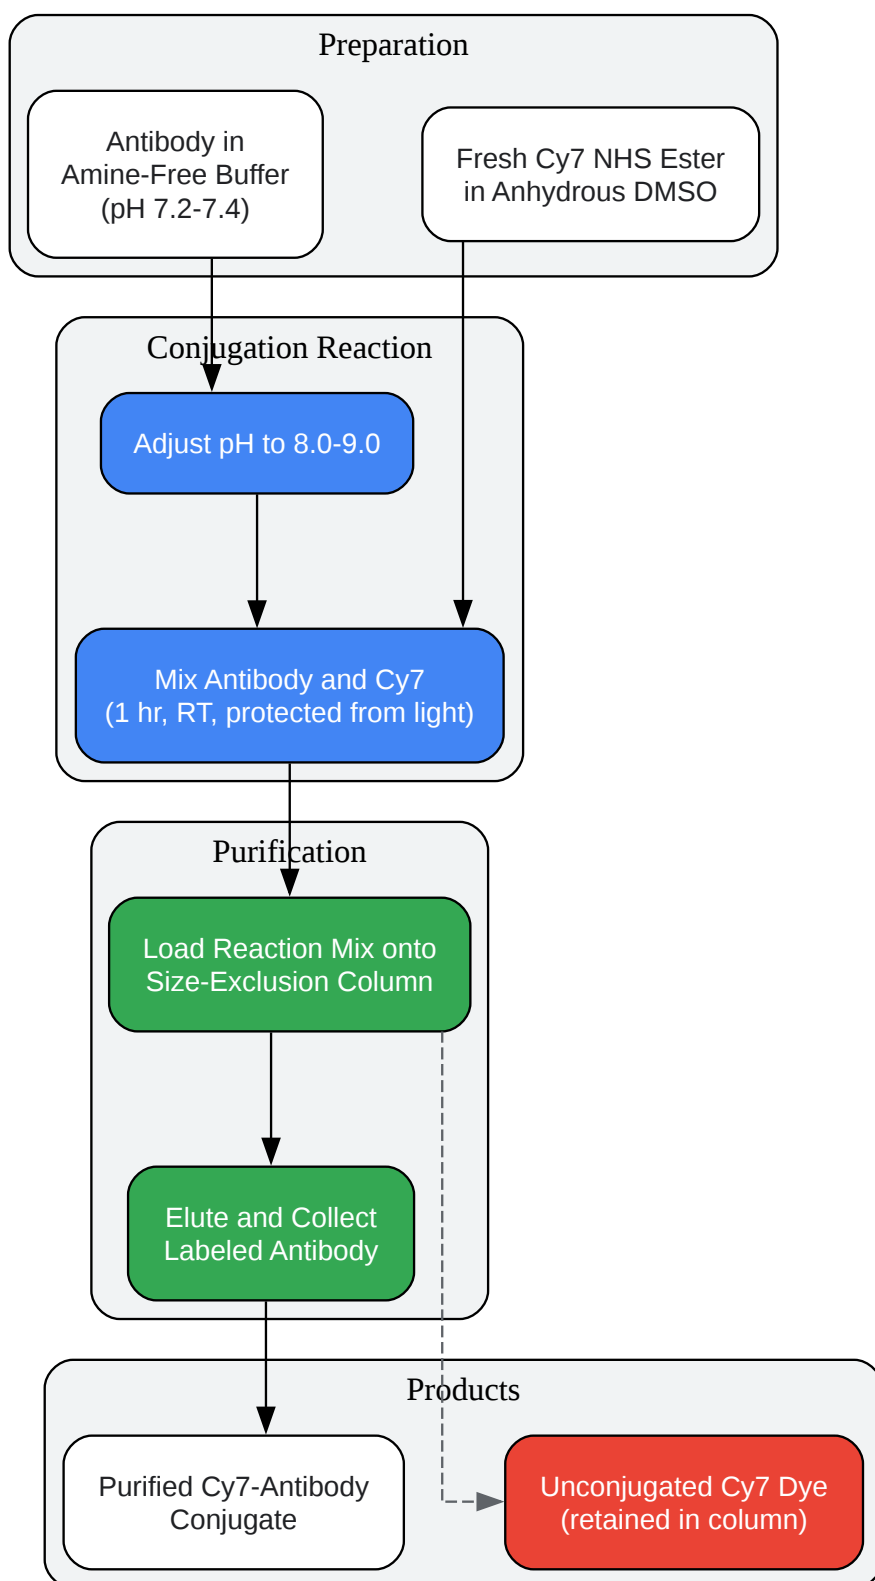 Preparation
Antibody in
Amine-Free Buffer
(pH 7.2-7.4)
Fresh Cy7 NHS Ester
in Anhydrous DMSO
Conjugation Reaction
Adjust pH to 8.0-9.0
Mix Antibody and Cy7
(1 hr, RT, protected from light)
Purification
Load Reaction Mix onto
Size-Exclusion Column
Elute and Collect
Labeled Antibody
Products
Purified Cy7-Antibody
Conjugate
Unconjugated Cy7 Dye
(retained in column)